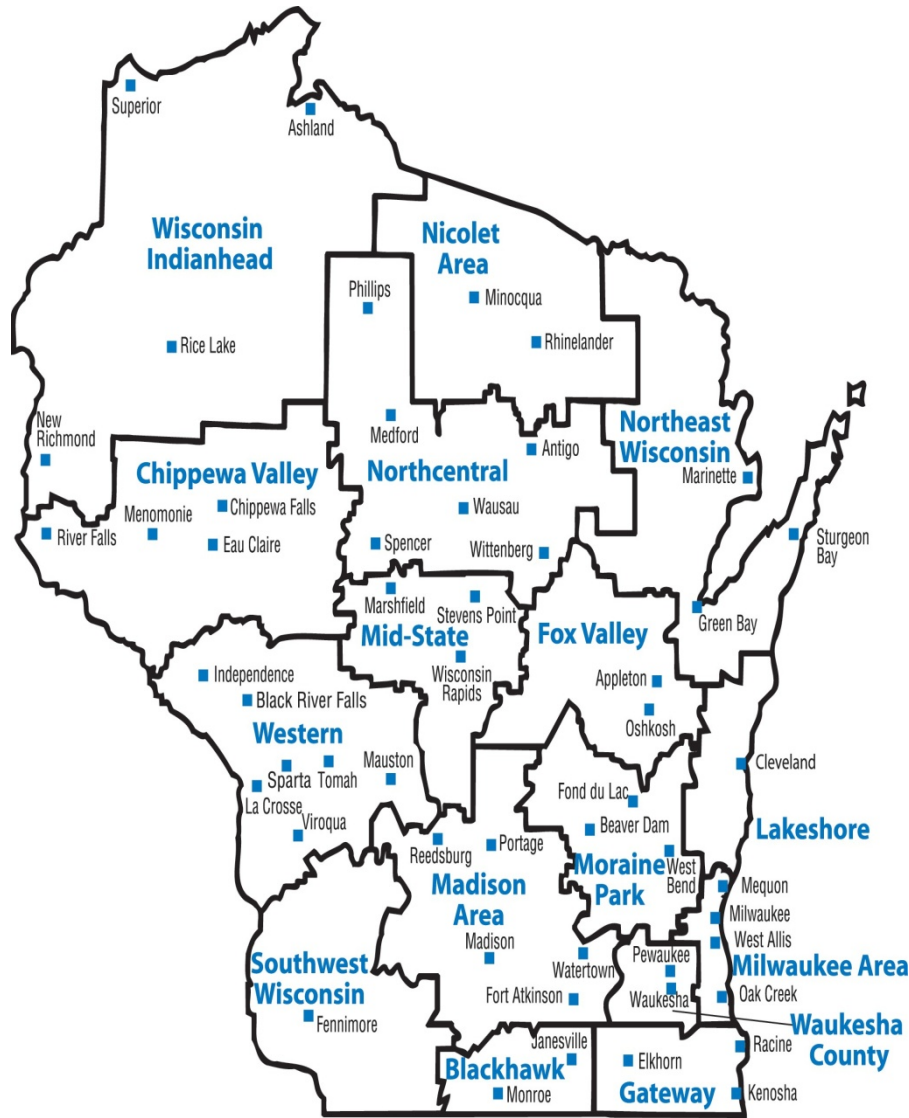 Superior
Ashland
Wisconsin
Indianhead
Nicolet
Area
Phillips
Minocqua
Rhinelander
Rice Lake
New
Richmond
Medford
Antigo
Northeast
Wisconsin
Marinette
Chippewa Valley
Northcentral
Chippewa Falls
Wausau
Menomonie
River Falls
Eau Claire
Spencer
Wittenberg
Sturgeon
Bay
Marshfield
Stevens Point
Green Bay
Mid-State
Fox Valley
Wisconsin
Rapids
Independence
Black River Falls
Appleton
Oshkosh
Western
Mauston
Sparta
Tomah
La Crosse
Viroqua
Cleveland
Fond du Lac
Beaver Dam
Lakeshore
Reedsburg
Portage
West
Bend
Moraine
Park
Madison
Area
Mequon
Milwaukee
West Allis
Madison
Watertown
Pewaukee
Milwaukee Area
Southwest
Wisconsin
Fort Atkinson
Waukesha
Oak Creek
Fennimore
Waukesha
County
Janesville
Blackhawk
Monroe
Elkhorn
Gateway
Racine
Kenosha